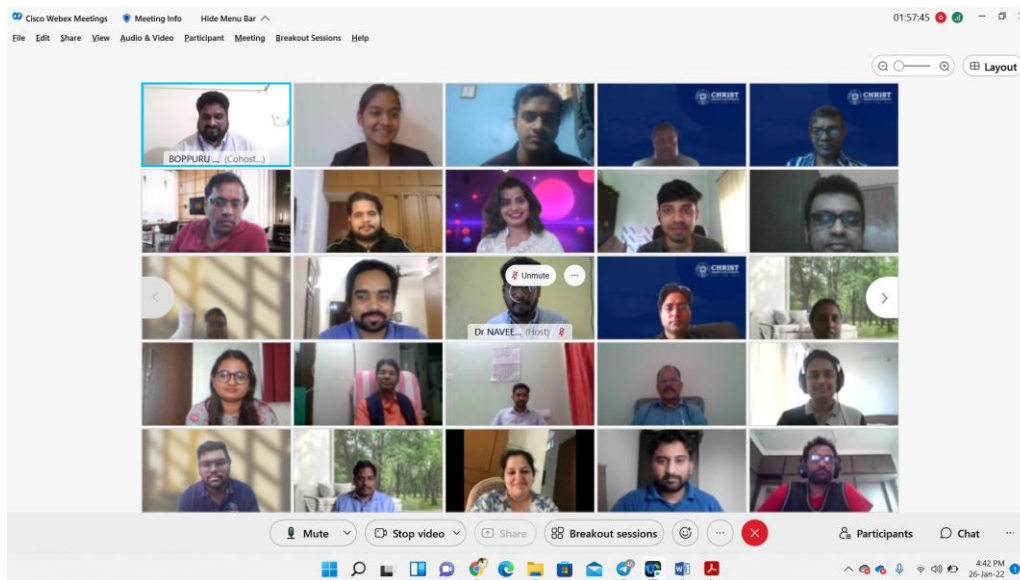 Cisco Webex Meetings Meeting Info Hide Menu Bar 01:57:45
File Edit Share View Audio & Video Participant Meeting Breakout Sessions Help
Layout
CHRIST
CHRIST
BOPPURU ... (Cohost...)
Unmute
CHRIST
Dr NAVEE... (Host)
Mute Stop video Share Breakout sessions Participants Chat
4:42 PM
26-Jan-22